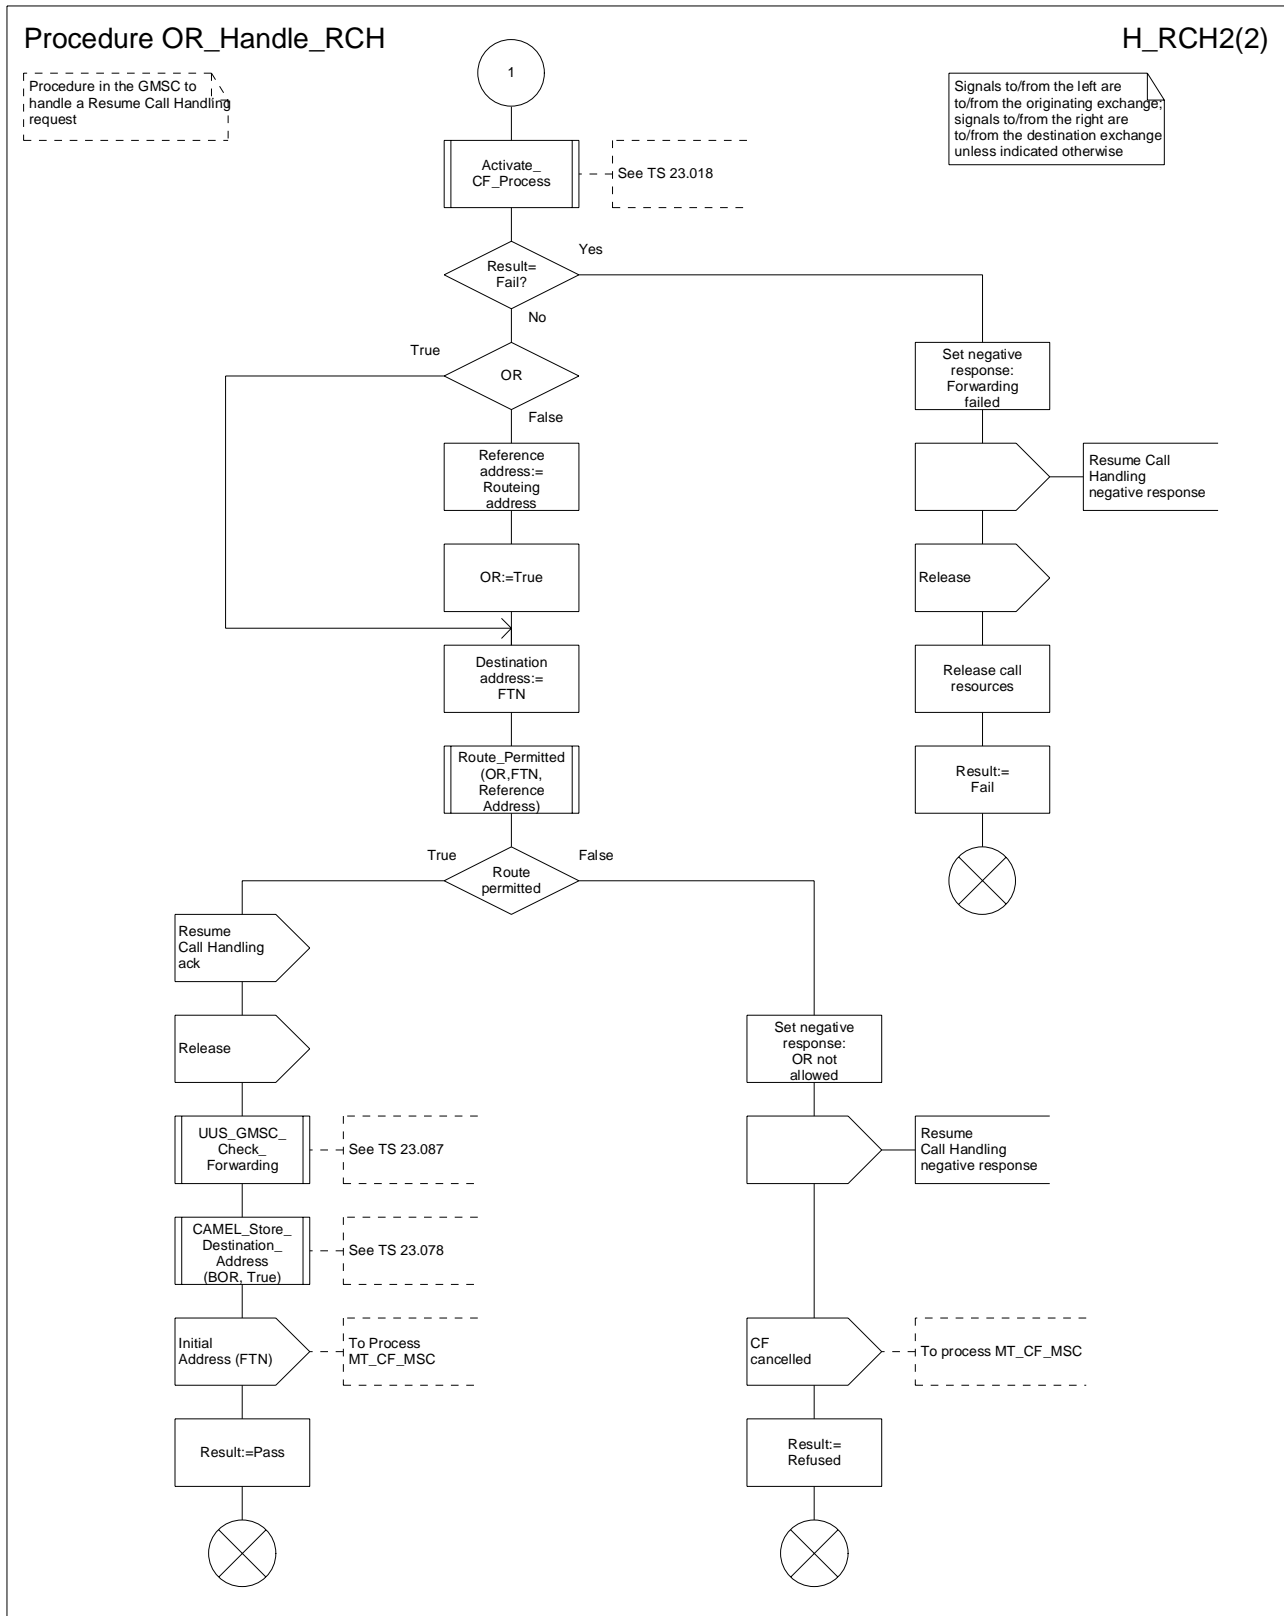 Procedure OR_Handle_RCH
H_RCH2(2)
Procedure in the GMSC to
handle a Resume Call Handling
request
1
Signals to/from the left are
to/from the originating exchange;
signals to/from the right are
to/from the destination exchange
unless indicated otherwise
Activate_
CF_Process
See TS 23.018
Result=
Fail?
Yes
No
True
OR
False
Set negative
response:
Forwarding
failed
Reference
address:=
Routeing
address
Resume Call
Handling
negative response
OR:=True
Release
Destination
address:=
FTN
Release call
resources
Route_Permitted
(OR,FTN,
Reference
Address)
Result:=
Fail
True
False
Route
permitted
Resume
Call Handling
ack
Release
Set negative
response:
OR not
allowed
UUS_GMSC_
Check_
Forwarding
See TS 23.087
Resume
Call Handling
negative response
CAMEL_Store_
Destination_
Address
(BOR, True)
See TS 23.078
Initial
Address (FTN)
To Process
MT_CF_MSC
CF
cancelled
To process MT_CF_MSC
Result:=Pass
Result:=
Refused